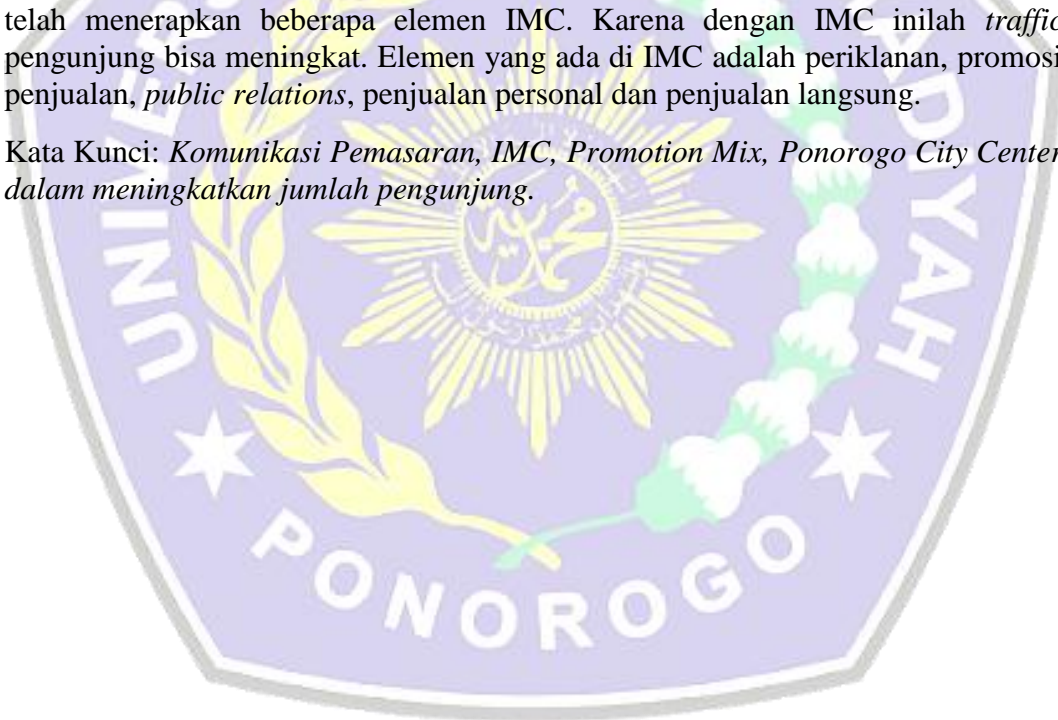 telah menerapkan beberapa elemen IMC. Karena dengan IMC inilah traffic
pengunjung bisa meningkat. Elemen yang ada di IMC adalah periklanan, promosi
penjualan, public relations, penjualan personal dan penjualan langsung.
Kata Kunci: Komunikasi Pemasaran, IMC, Promotion Mix, Ponorogo City Center
dalam meningkatkan jumlah pengunjung.
PONOROGO